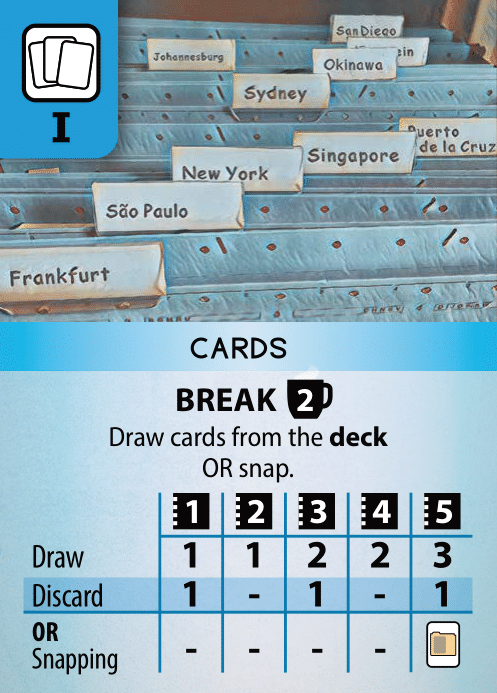 I
San Diego
Johannesburg
Okinawa
Sydney
Puerto
de la Cruz
Singapore
New York
São Paulo
Frankfurt
CARDS
BREAK 2
Draw cards from the deck
OR snap.
1 2 3 4 5
Draw 1 1 2 2 3
Discard 1 - 1 - 1
OR
Snapping - - - -